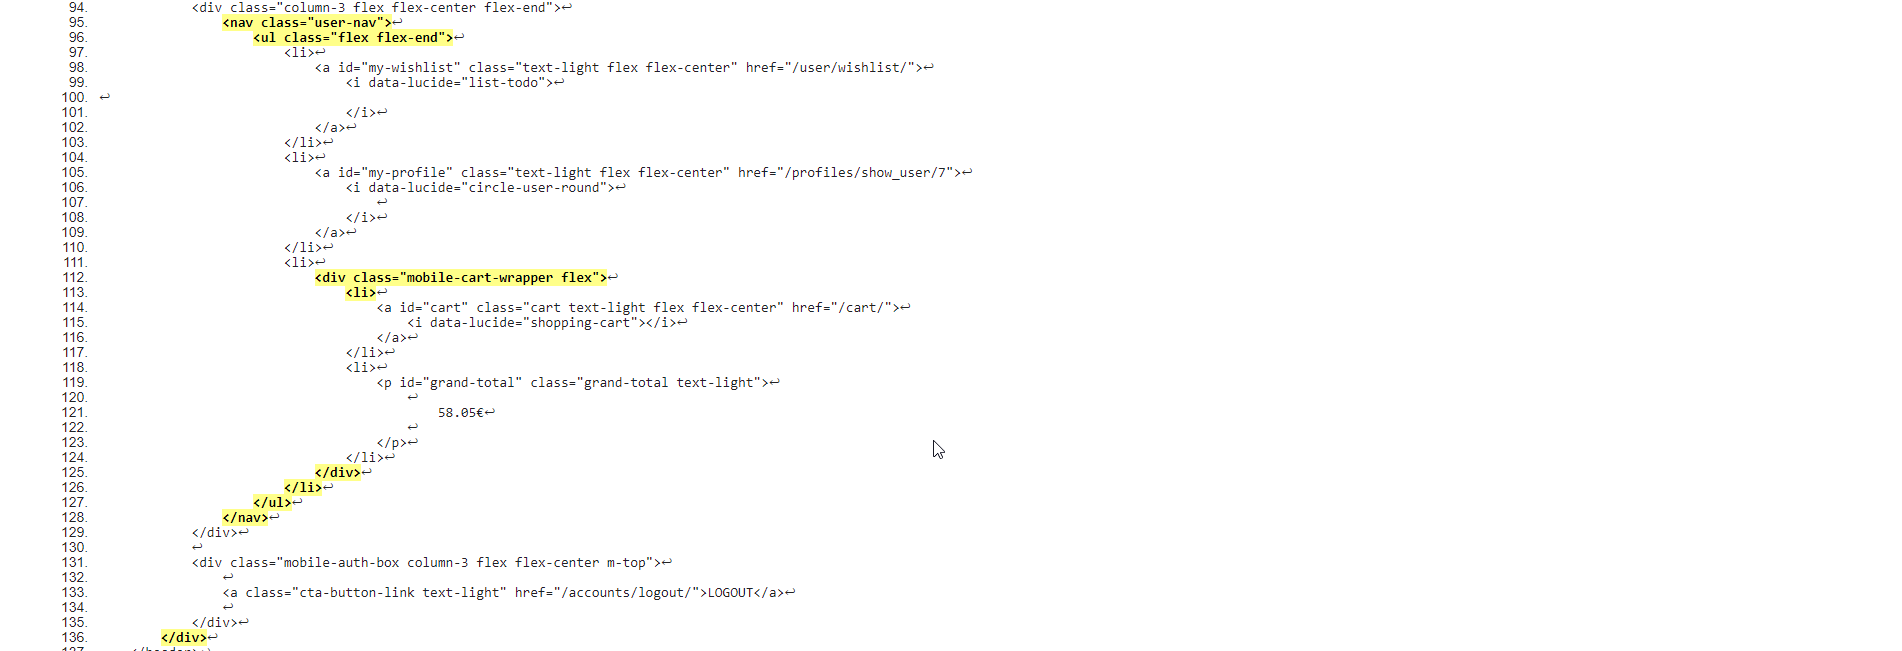 94. <div class="column-3 flex flex-center flex-end">↩
95. <nav class="user-nav">↩
96. <ul class="flex flex-end">↩
97. <li>↩
98. <a id="my-wishlist" class="text-light flex flex-center" href="/user/wishlist/">↩
99. <i data-lucide="list-todo">↩
100. ↩
101. </i>↩
102. </a>↩
103. </li>↩
104. <li>↩
105. <a id="my-profile" class="text-light flex flex-center" href="/profiles/show_user/7">↩
106. <i data-lucide="circle-user-round">↩
107. ↩
108. </i>↩
109. </a>↩
110. </li>↩
111. <li>↩
112. <div class="mobile-cart-wrapper flex">↩
113. <li>↩
114. <a id="cart" class="cart text-light flex flex-center" href="/cart/">↩
115. <i data-lucide="shopping-cart"></i>↩
116. </a>↩
117. </li>↩
118. <li>↩
119. <p id="grand-total" class="grand-total text-light">↩
120. ↩
121. 58.05€↩
122. ↩
123. </p>↩
124. </li>↩
125. </div>↩
126. </li>↩
127. </ul>↩
128. </nav>↩
129. </div>↩
130. ↩
131. <div class="mobile-auth-box column-3 flex flex-center m-top">↩
132. ↩
133. <a class="cta-button-link text-light" href="/accounts/logout/">LOGOUT</a>↩
134. ↩
135. </div>↩
136. </div>↩